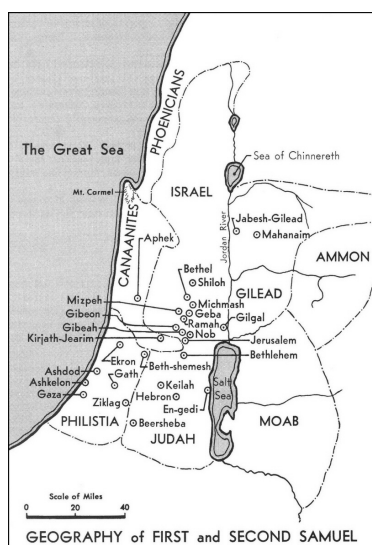 PHOENICIANS
The Great Sea
Sea of Chinnereth
Mt. Carmel
ISRAEL
CANAANITES
Aphek
Jordan River
Jabesh-Gilead
Mahanaim
AMMON
Bethel
Shiloh
GILEAD
Mizpeh
Michmash
Gibeon
Geba
Ramah
Gilgal
Gibeah
Nob
Kirjath-Jearim
Jerusalem
Bethlehem
Ekron
Beth-shemesh
Ashdod
Gath
Ashkelon
Keilah
Salt
Sea
Gaza
Hebron
En-gedi
Ziklag
MOAB
PHILISTIA
Beersheba
JUDAH
Scale of Miles
0 20 40
GEOGRAPHY of FIRST and SECOND SAMUEL